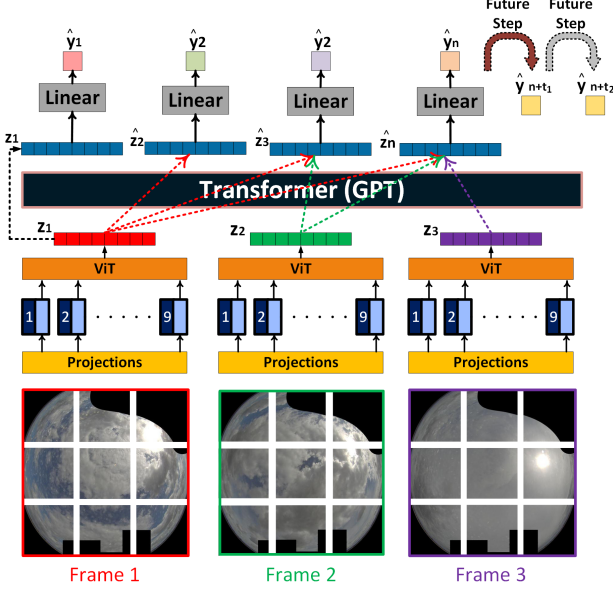 Future Step
Future Step
ŷ1
ŷ2
ŷ2
ŷn
ŷ n+t1
ŷ n+t2
Linear
Linear
Linear
Linear
z1
ẑ2
ẑ3
ẑn
Transformer (GPT)
z1
z2
z3
ViT
ViT
ViT
1 2 . . . . . 9
1 2 . . . . . 9
1 2 . . . . . 9
Projections
Projections
Projections
Frame 1
Frame 2
Frame 3